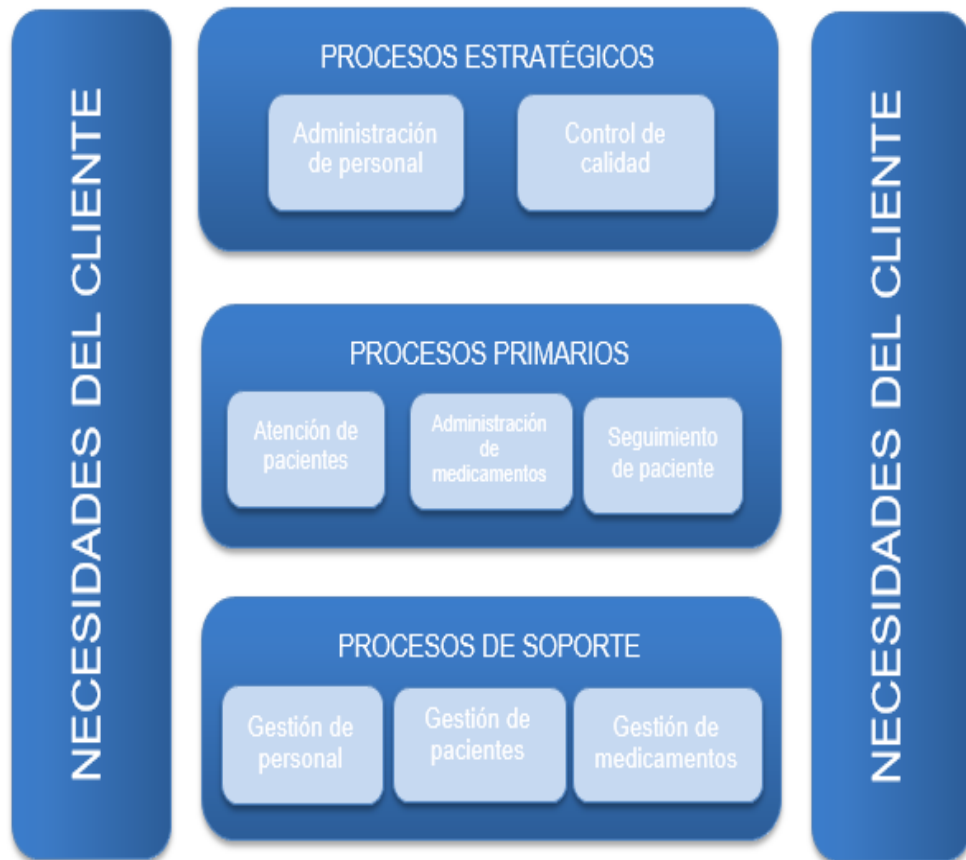 NECESIDADES DEL CLIENTE
PROCESOS ESTRATÉGICOS
Administración
de personal
Control de
calidad
PROCESOS PRIMARIOS
Atención de
pacientes
Administración
de
medicamentos
Seguimiento
de paciente
PROCESOS DE SOPORTE
Gestión de
personal
Gestión de
pacientes
Gestión de
medicamentos
NECESIDADES DEL CLIENTE